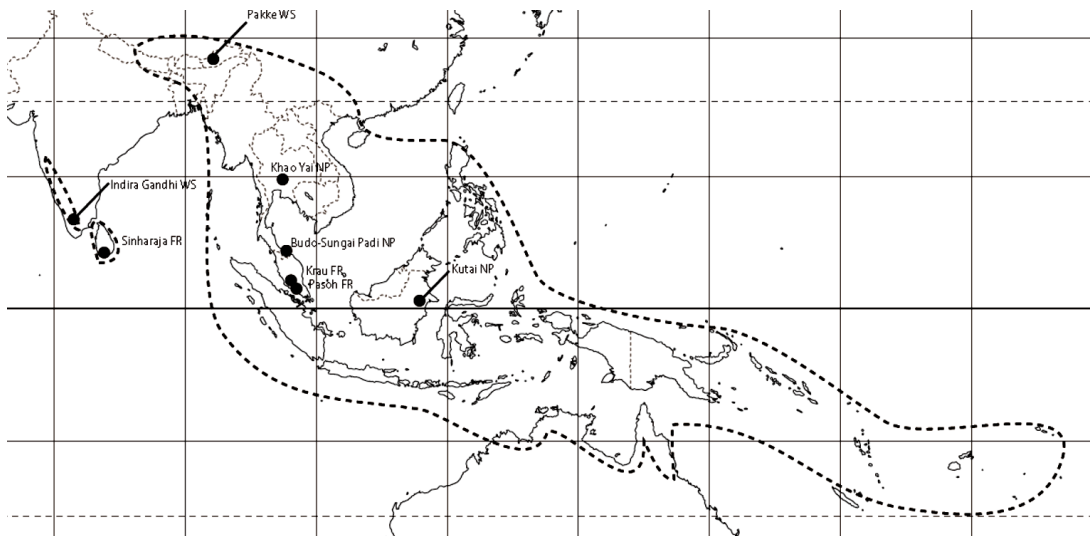 Pakke WS
Khao Yai NP
Indira Gandhi WS
Sinharaja FR
Budo-Sungai Padi NP
Krau FR
Kutai NP
Pasoh FR